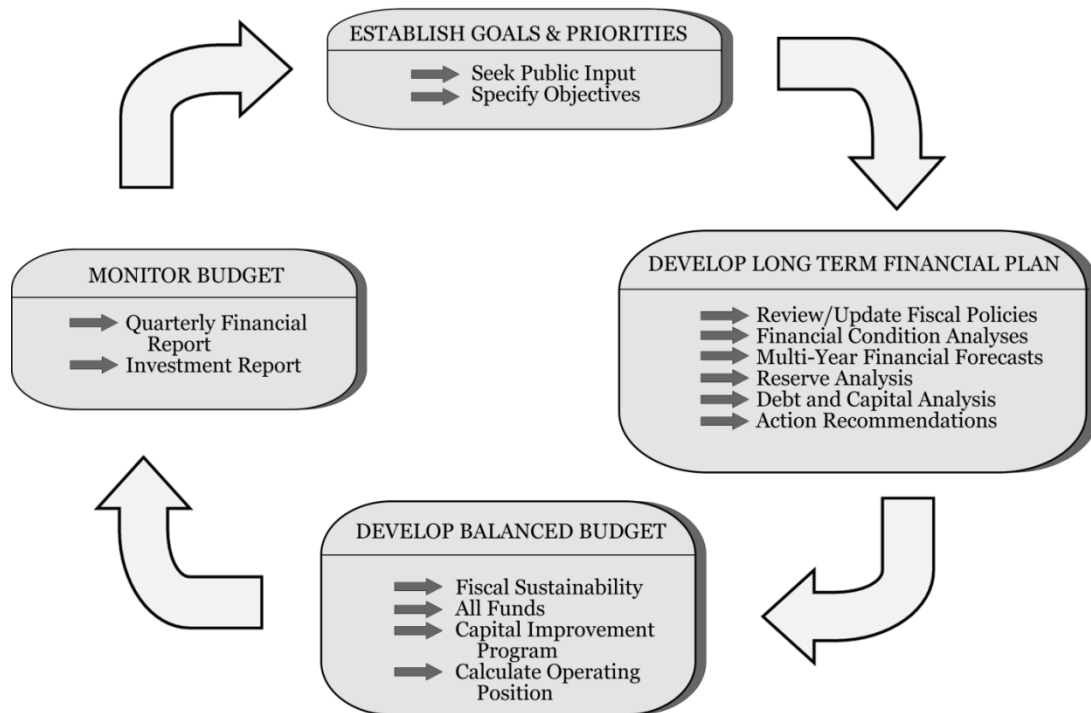 ESTABLISH GOALS & PRIORITIES
Seek Public Input
Specify Objectives
DEVELOP LONG TERM FINANCIAL PLAN
Review/Update Fiscal Policies
Financial Condition Analyses
Multi-Year Financial Forecasts
Reserve Analysis
Debt and Capital Analysis
Action Recommendations
DEVELOP BALANCED BUDGET
Fiscal Sustainability
All Funds
Capital Improvement
Program
Calculate Operating
Position
MONITOR BUDGET
Quarterly Financial
Report
Investment Report